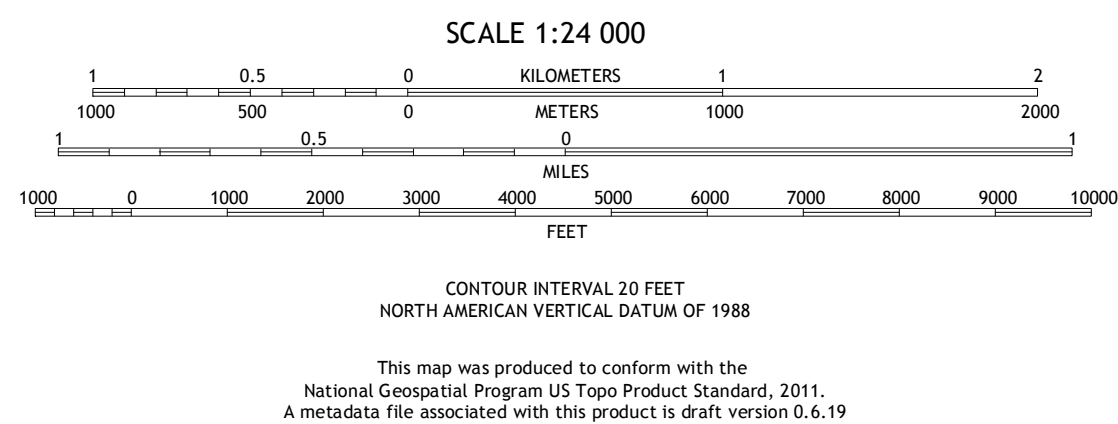 SCALE 1:24 000
1 0.5 0 KILOMETERS 1 2
1000 500 0 METERS 1000 2000
1 0.5 0 1
MILES
1000 0 1000 2000 3000 4000 5000 6000 7000 8000 9000 10000
FEET
CONTOUR INTERVAL 20 FEET
NORTH AMERICAN VERTICAL DATUM OF 1988
This map was produced to conform with the
National Geospatial Program US Topo Product Standard, 2011.
A metadata file associated with this product is draft version 0.6.19